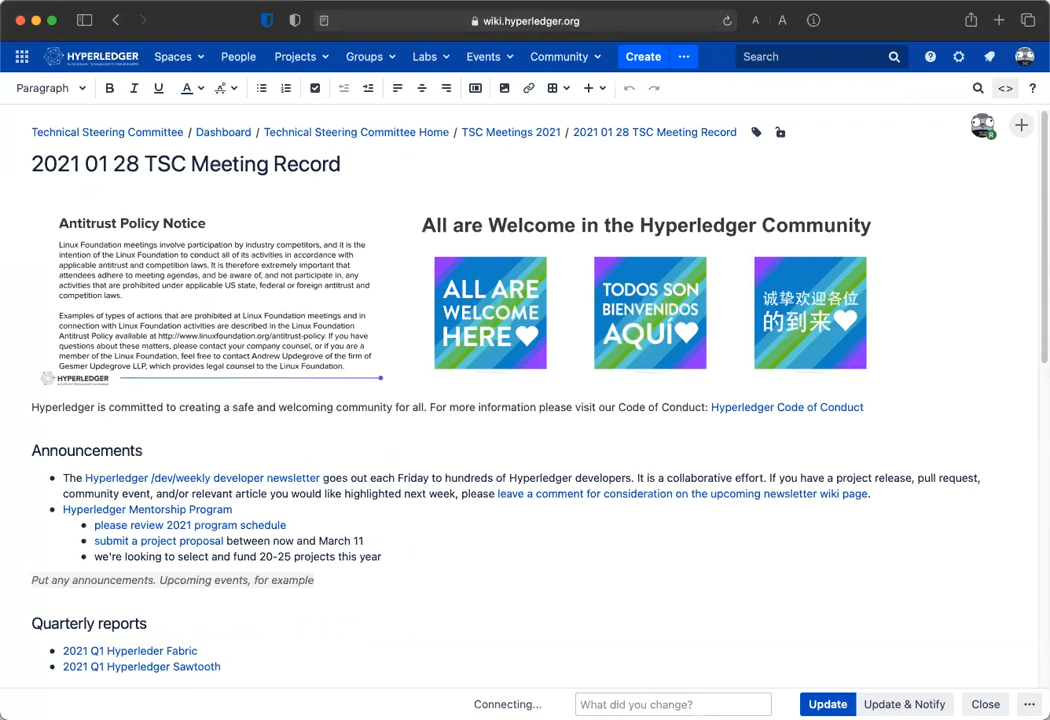 wiki.hyperledger.org
A A
HYPERLEDGER Spaces People Projects Groups Labs Events Community Create ··· Search
Paragraph B I U A <> ?
Technical Steering Committee / Dashboard / Technical Steering Committee Home / TSC Meetings 2021 / 2021 01 28 TSC Meeting Record
2021 01 28 TSC Meeting Record
Antitrust Policy Notice
Linux Foundation meetings involve participation by industry competitors, and it is the
intention of the Linux Foundation to conduct all of its activities in accordance with
applicable antitrust and competition laws. It is therefore extremely important that
attendees adhere to meeting agendas, and be aware of, and not participate in, any
activities that are prohibited under applicable US state, federal or foreign antitrust and
competition laws.
Examples of types of actions that are prohibited at Linux Foundation meetings and in
connection with Linux Foundation activities are described in the Linux Foundation
Antitrust Policy available at http://www.linuxfoundation.org/antitrust-policy. If you have
questions about these matters, please contact your company counsel, or if you are a
member of the Linux Foundation, feel free to contact Andrew Updegrove of the firm of
Gesmer Updegrove LLP, which provides legal counsel to the Linux Foundation.
HYPERLEDGER
All are Welcome in the Hyperledger Community
ALL ARE
WELCOME
HERE
TODOS SON
BIENVENIDOS
AQUÍ
诚挚欢迎各位
的到来
Hyperledger is committed to creating a safe and welcoming community for all. For more information please visit our Code of Conduct: Hyperledger Code of Conduct
Announcements
• The Hyperledger /dev/weekly developer newsletter goes out each Friday to hundreds of Hyperledger developers. It is a collaborative effort. If you have a project release, pull request,
community event, and/or relevant article you would like highlighted next week, please leave a comment for consideration on the upcoming newsletter wiki page.
• Hyperledger Mentorship Program
• please review 2021 program schedule
• submit a project proposal between now and March 11
• we're looking to select and fund 20-25 projects this year
Put any announcements. Upcoming events, for example
Quarterly reports
• 2021 Q1 Hyperleder Fabric
• 2021 Q1 Hyperledger Sawtooth
Connecting... What did you change? Update Update & Notify Close ···